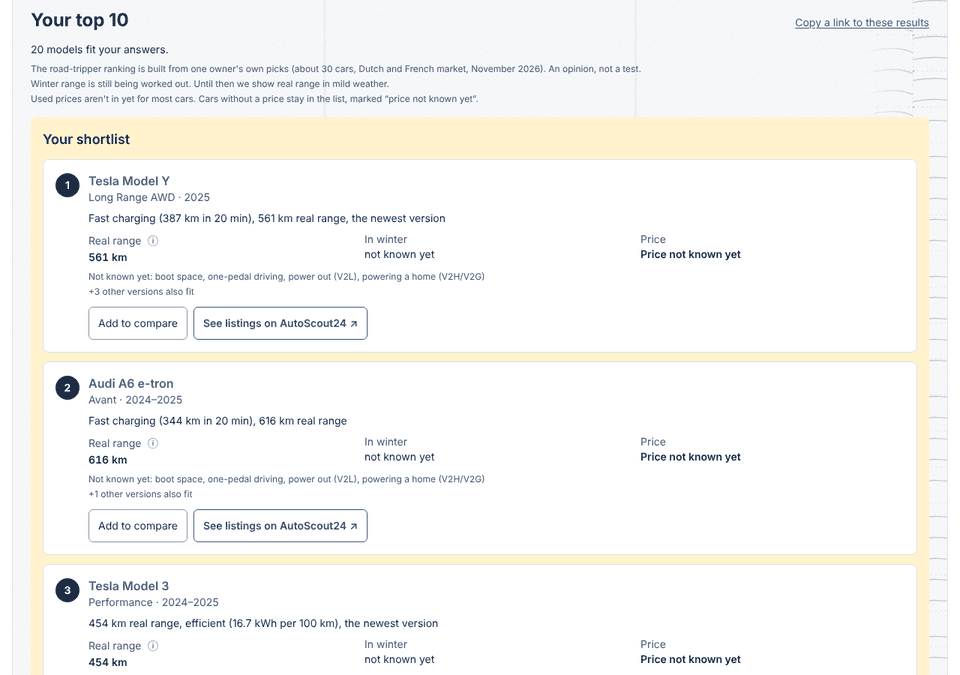 Your top 10
Copy a link to these results
20 models fit your answers.
The road-tripper ranking is built from one owner's own picks (about 30 cars, Dutch and French market, November 2026). An opinion, not a test.
Winter range is still being worked out. Until then we show real range in mild weather.
Used prices aren't in yet for most cars. Cars without a price stay in the list, marked “price not known yet”.
Your shortlist
1
Tesla Model Y
Long Range AWD · 2025
Fast charging (387 km in 20 min), 561 km real range, the newest version
Real range ⓘ
561 km
In winter
not known yet
Price
Price not known yet
Not known yet: boot space, one-pedal driving, power out (V2L), powering a home (V2H/V2G)
+3 other versions also fit
Add to compare
See listings on AutoScout24 ↗
2
Audi A6 e-tron
Avant · 2024–2025
Fast charging (344 km in 20 min), 616 km real range
Real range ⓘ
616 km
In winter
not known yet
Price
Price not known yet
Not known yet: boot space, one-pedal driving, power out (V2L), powering a home (V2H/V2G)
+1 other versions also fit
Add to compare
See listings on AutoScout24 ↗
3
Tesla Model 3
Performance · 2024–2025
454 km real range, efficient (16.7 kWh per 100 km), the newest version
Real range ⓘ
454 km
In winter
not known yet
Price
Price not known yet